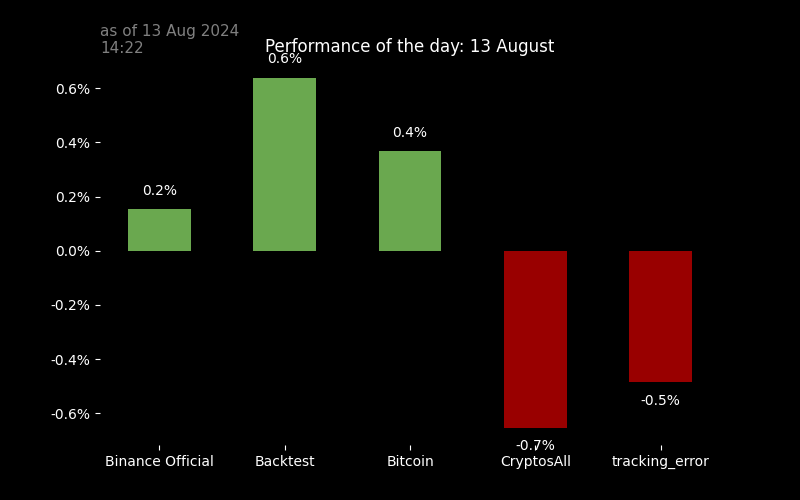 as of 13 Aug 2024
14:22
Performance of the day: 13 August
0.6%
0.4%
0.2%
0.0%
-0.2%
-0.4%
-0.6%
0.2%
0.6%
0.4%
-0.7%
-0.5%
Binance Official
Backtest
Bitcoin
CryptosAll
tracking_error